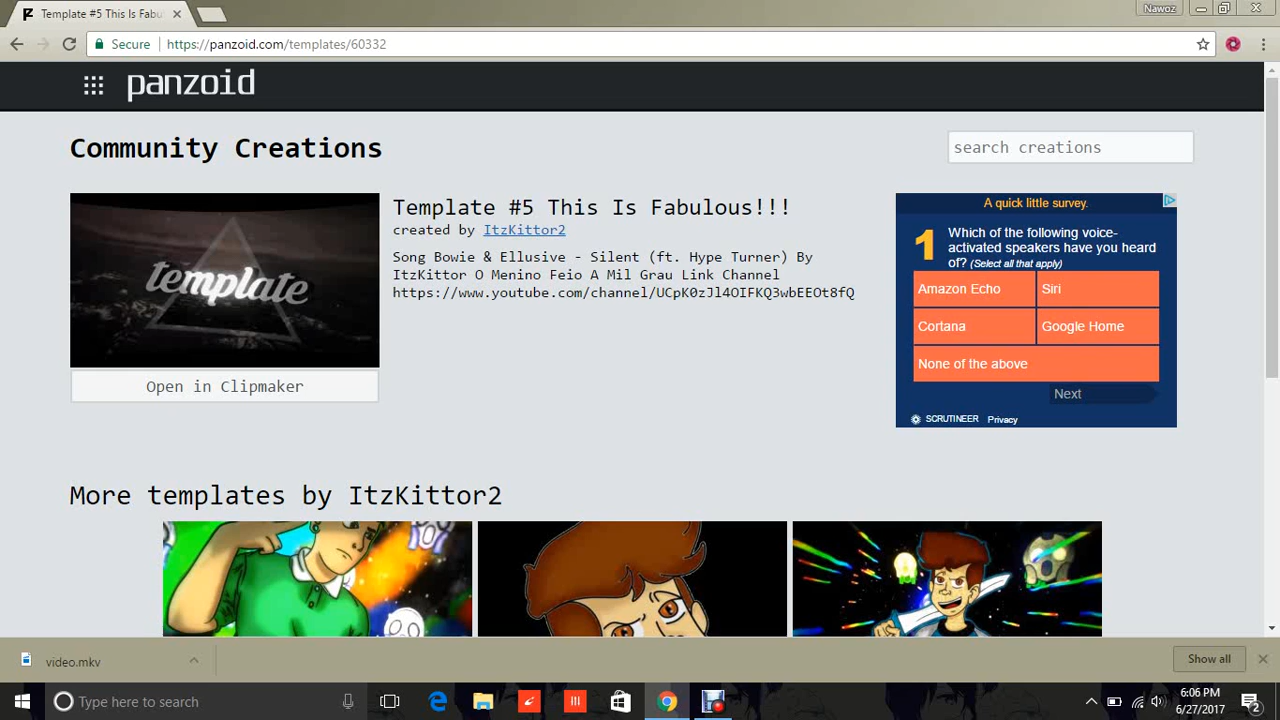 Template #5 This Is Fabu
Nawoz
Secure
https://panzoid.com/templates/60332
panzoid
Community Creations
search creations
template
Open in Clipmaker
Template #5 This Is Fabulous!!!
created by ItzKittor2
Song Bowie & Ellusive - Silent (ft. Hype Turner) By
ItzKittor O Menino Feio A Mil Grau Link Channel
https://www.youtube.com/channel/UCpK0zJl4OIFKQ3wbEEOt8fQ
A quick little survey.
1
Which of the following voice-
activated speakers have you heard
of? (Select all that apply)
Amazon Echo
Siri
Cortana
Google Home
None of the above
Next
SCRUTINEER Privacy
More templates by ItzKittor2
video.mkv
Show all
Type here to search
6:06 PM
6/27/2017
2